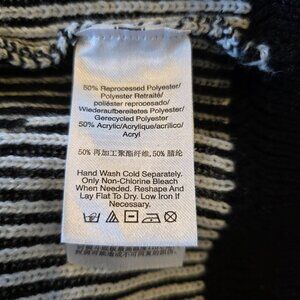 50% Reprocessed Polyester/
Polyester Retraité/
poliéster reprocesado/
Wiederaufbereitetes Polyester/
Gerecycled Polyester
50% Acrylic/Acrylique/acrílico/
Acryl
50% 再加工聚酯纤维, 50% 腈纶
Hand Wash Cold Separately.
Only Non-Chlorine Bleach
When Needed. Reshape And
Lay Flat To Dry. Low Iron If
Necessary.